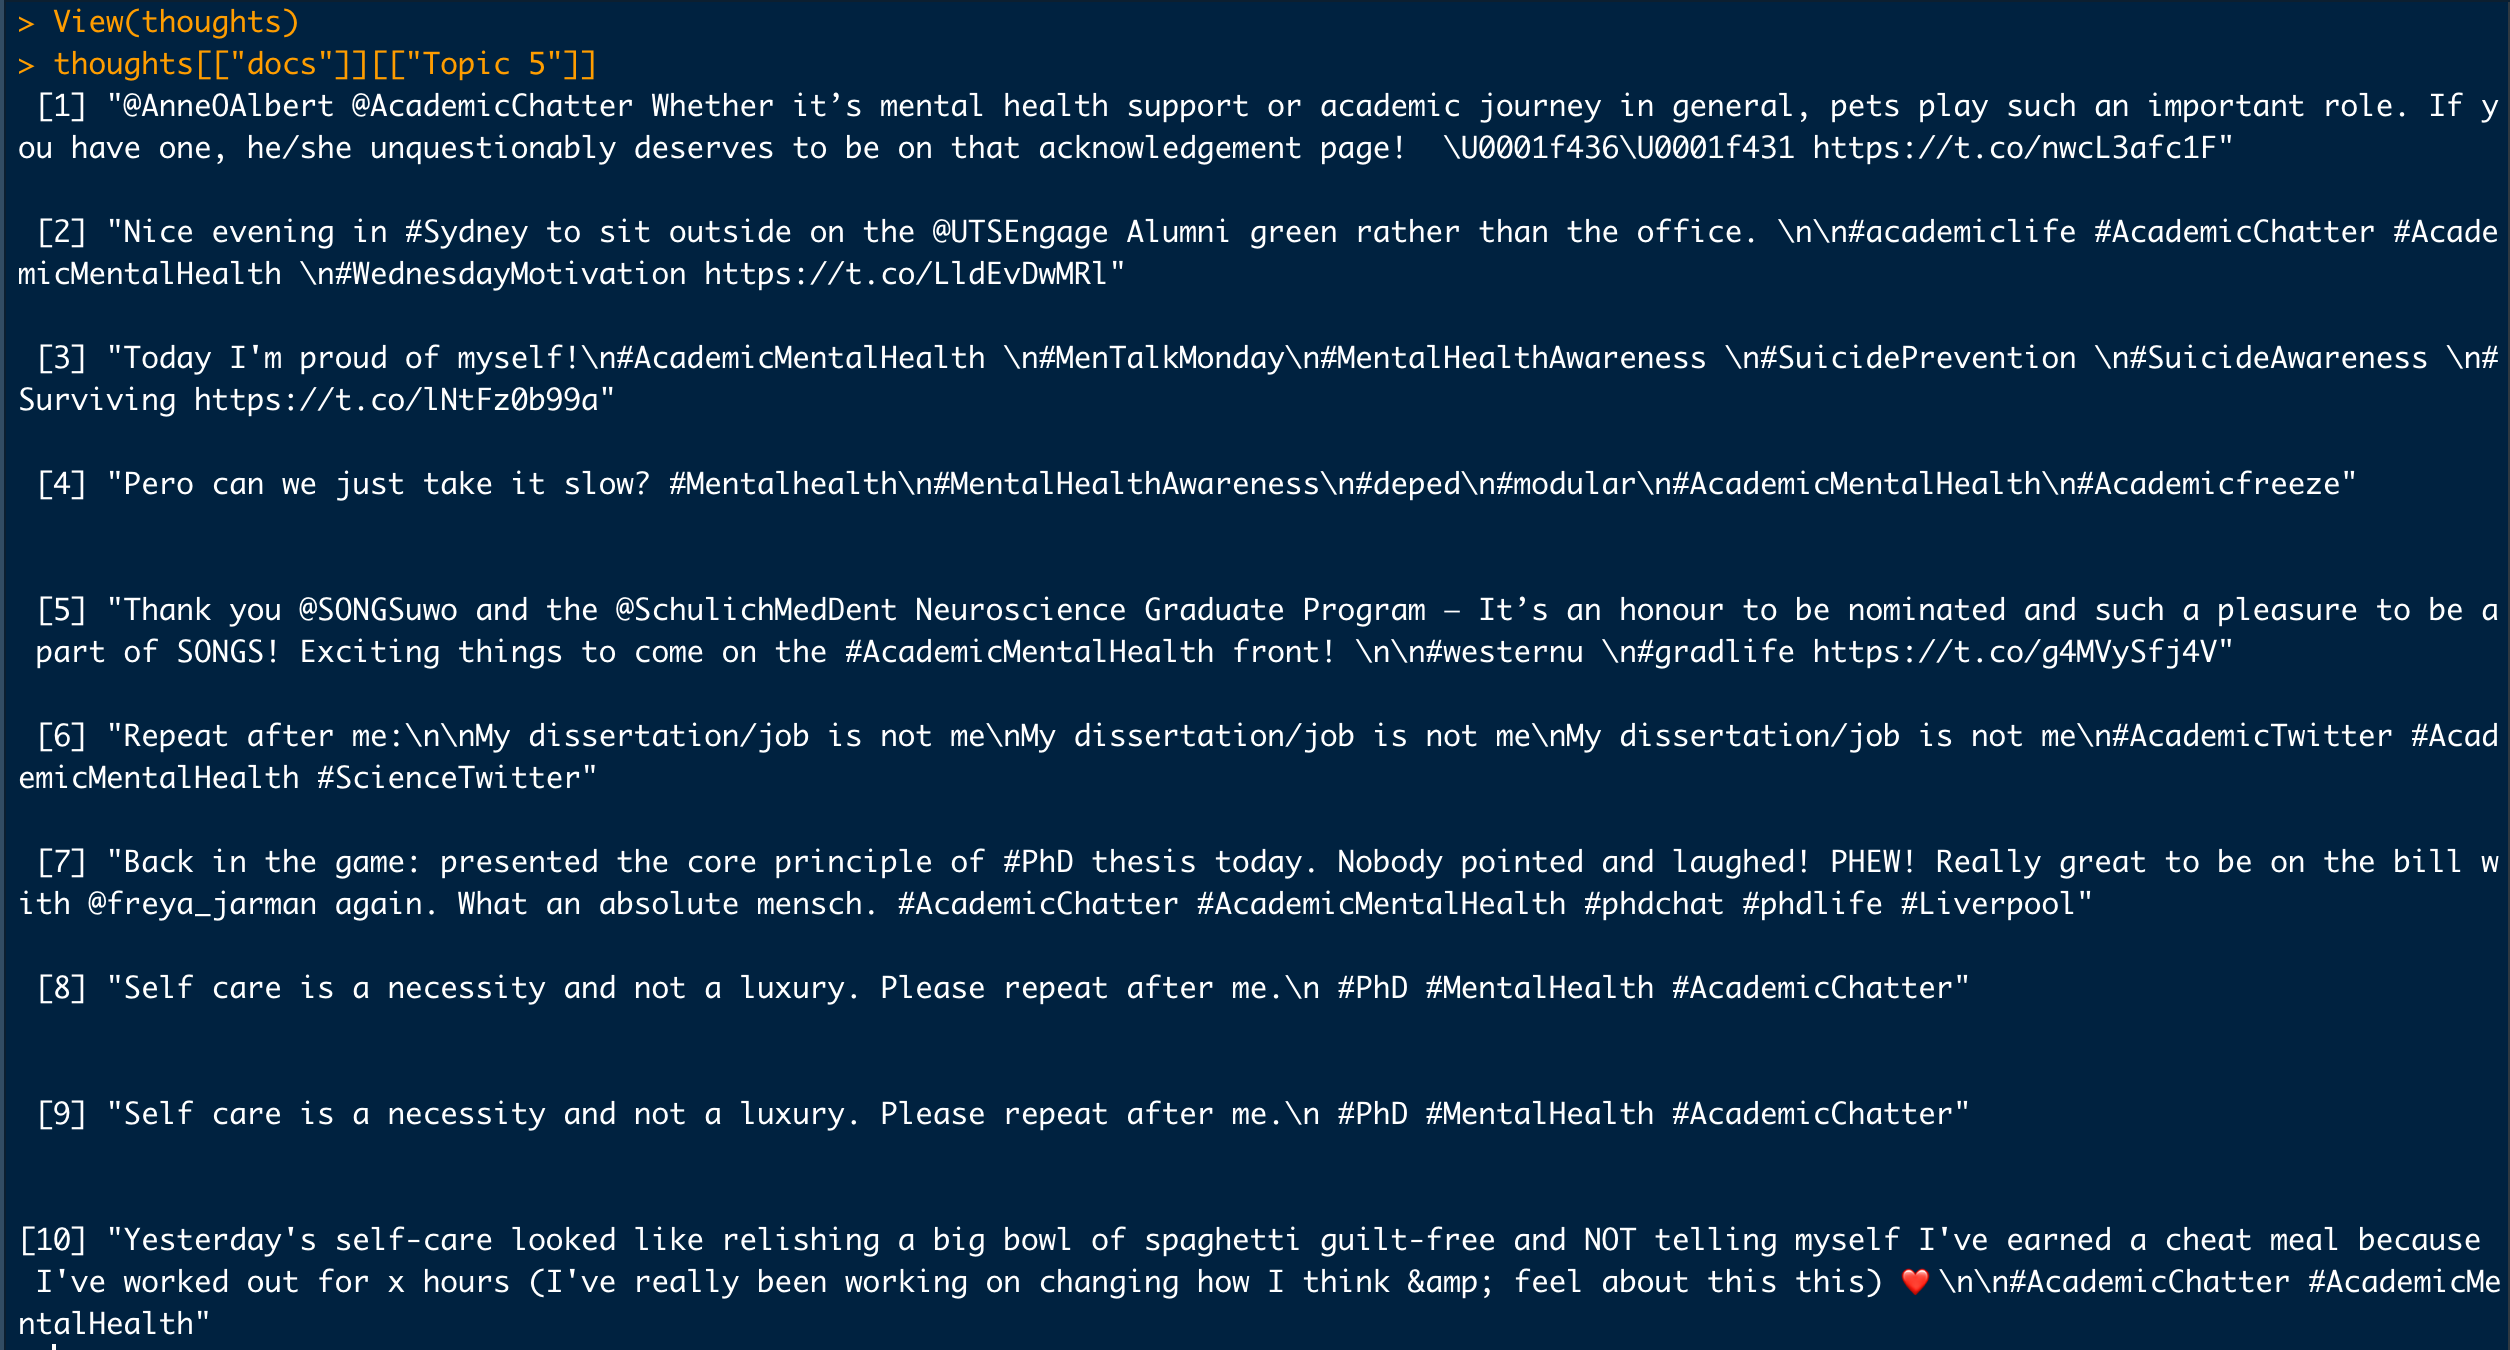 > View(thoughts)
> thoughts[["docs"]][["Topic 5"]]
[1] "@AnneOAlbert @AcademicChatter Whether it’s mental health support or academic journey in general, pets play such an important role. If y
ou have one, he/she unquestionably deserves to be on that acknowledgement page!  \U0001f436\U0001f431 https://t.co/nwcL3afc1F"
[2] "Nice evening in #Sydney to sit outside on the @UTSEngage Alumni green rather than the office. \n\n#academiclife #AcademicChatter #Acade
micMentalHealth \n#WednesdayMotivation https://t.co/LldEvDwMRl"
[3] "Today I'm proud of myself!\n#AcademicMentalHealth \n#MenTalkMonday\n#MentalHealthAwareness \n#SuicidePrevention \n#SuicideAwareness \n#
Surviving https://t.co/lNtFz0b99a"
[4] "Pero can we just take it slow? #Mentalhealth\n#MentalHealthAwareness\n#deped\n#modular\n#AcademicMentalHealth\n#Academicfreeze"
[5] "Thank you @SONGSuwo and the @SchulichMedDent Neuroscience Graduate Program – It’s an honour to be nominated and such a pleasure to be a
part of SONGS! Exciting things to come on the #AcademicMentalHealth front! \n\n#westernu \n#gradlife https://t.co/g4MVySfj4V"
[6] "Repeat after me:\n\nMy dissertation/job is not me\nMy dissertation/job is not me\nMy dissertation/job is not me\n#AcademicTwitter #Acad
emicMentalHealth #ScienceTwitter"
[7] "Back in the game: presented the core principle of #PhD thesis today. Nobody pointed and laughed! PHEW! Really great to be on the bill w
ith @freya_jarman again. What an absolute mensch. #AcademicChatter #AcademicMentalHealth #phdchat #phdlife #Liverpool"
[8] "Self care is a necessity and not a luxury. Please repeat after me.\n #PhD #MentalHealth #AcademicChatter"
[9] "Self care is a necessity and not a luxury. Please repeat after me.\n #PhD #MentalHealth #AcademicChatter"
[10] "Yesterday's self-care looked like relishing a big bowl of spaghetti guilt-free and NOT telling myself I've earned a cheat meal because
I've worked out for x hours (I've really been working on changing how I think &amp; feel about this this) ❤️ \n\n#AcademicChatter #AcademicMe
ntalHealth"